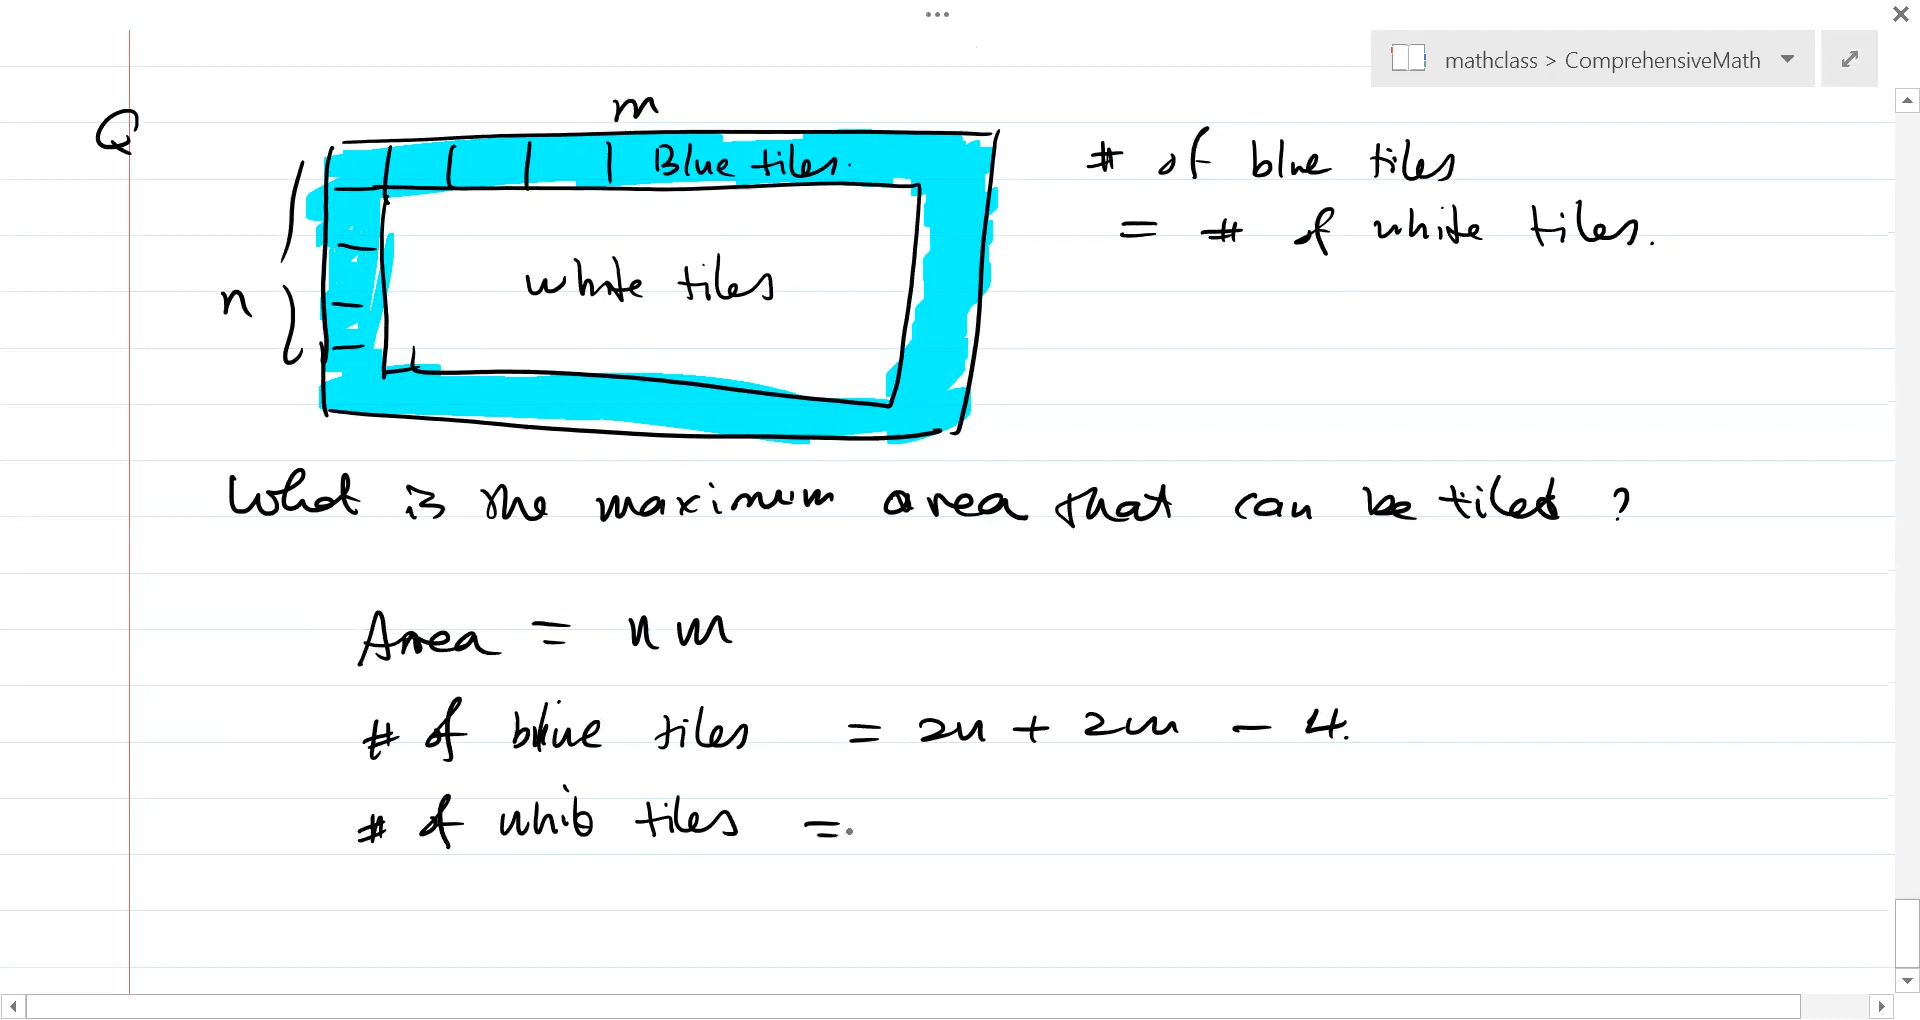 mathclass > ComprehensiveMath
Q
m
Blue tiles.
n
white tiles
# of blue tiles
= # of white tiles.
What is the maximum area that can be tiled ?
Area = nm
# of blue tiles = 2n + 2m - 4.
# of white tiles =